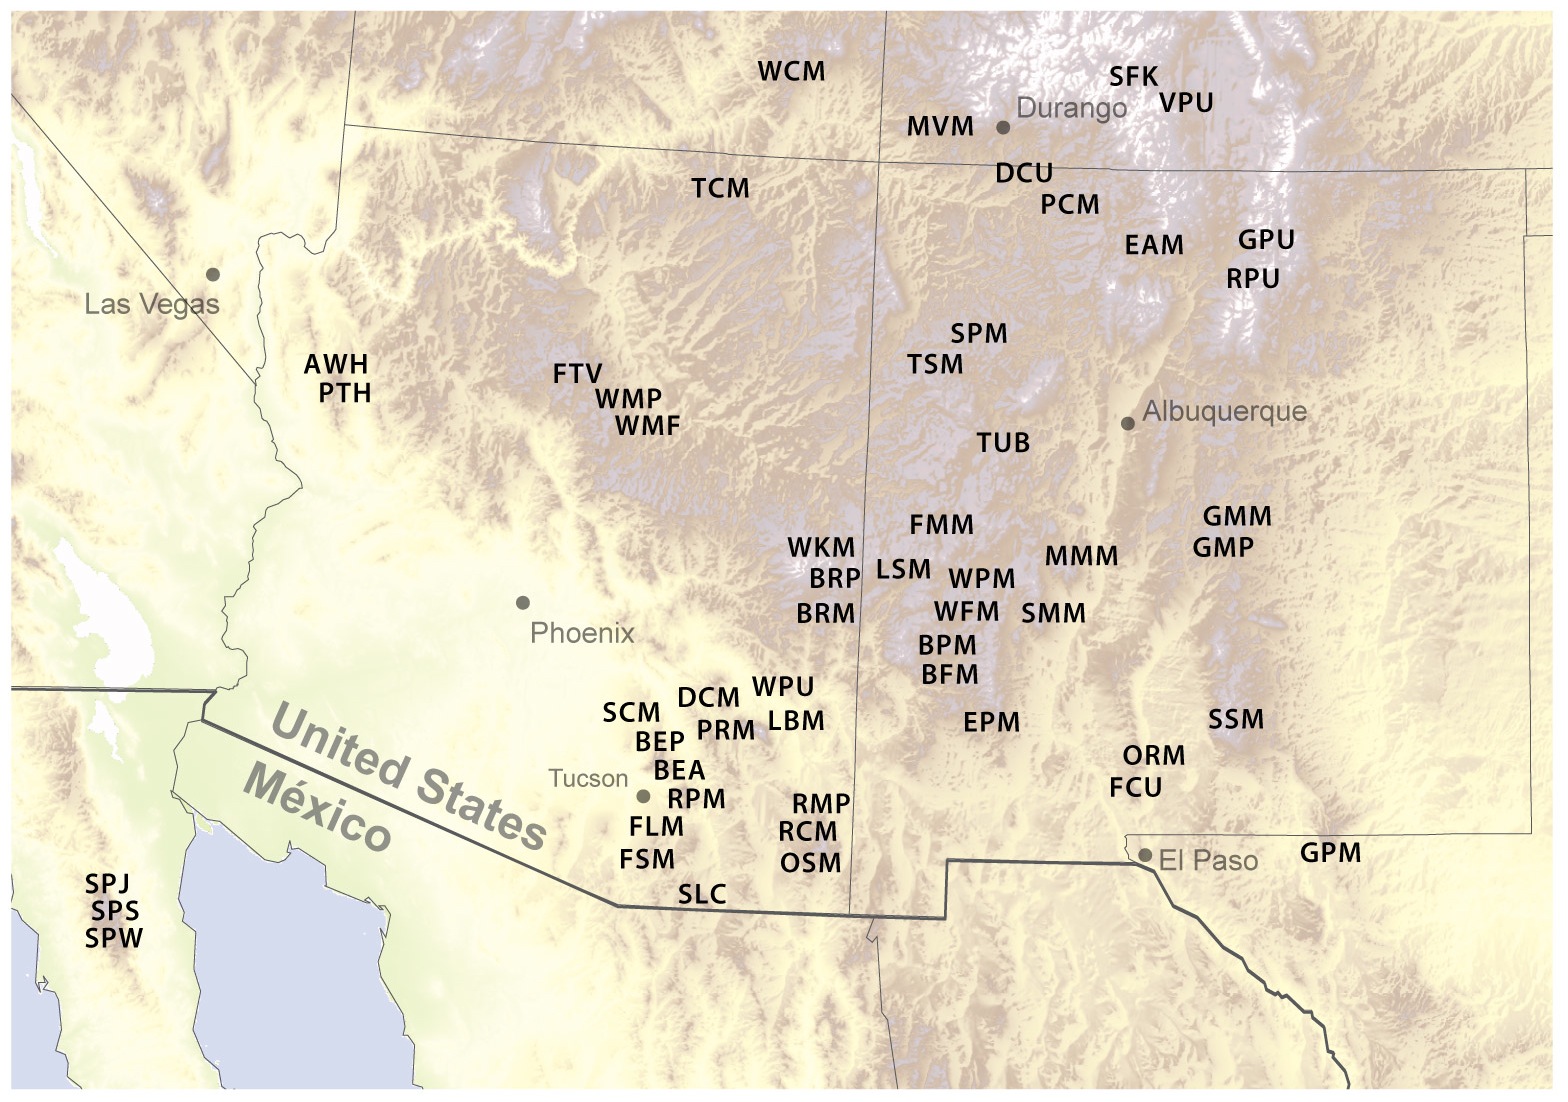 WCM
SFK
VPU
Durango
MVM
DCU
TCM
PCM
EAM
GPU
RPU
Las Vegas
SPM
TSM
AWH
PTH
FTV
WMP
WMF
Albuquerque
TUB
FMM
GMM
GMP
WKM
MMM
LSM
BRP
WPM
BRM
WFM
SMM
Phoenix
BPM
BFM
WPU
DCM
SCM
LBM
PRM
EPM
SSM
BEP
ORM
BEA
Tucson
FCU
RPM
RMP
United States
México
FLM
RCM
FSM
OSM
El Paso
GPM
SLC
SPJ
SPS
SPW